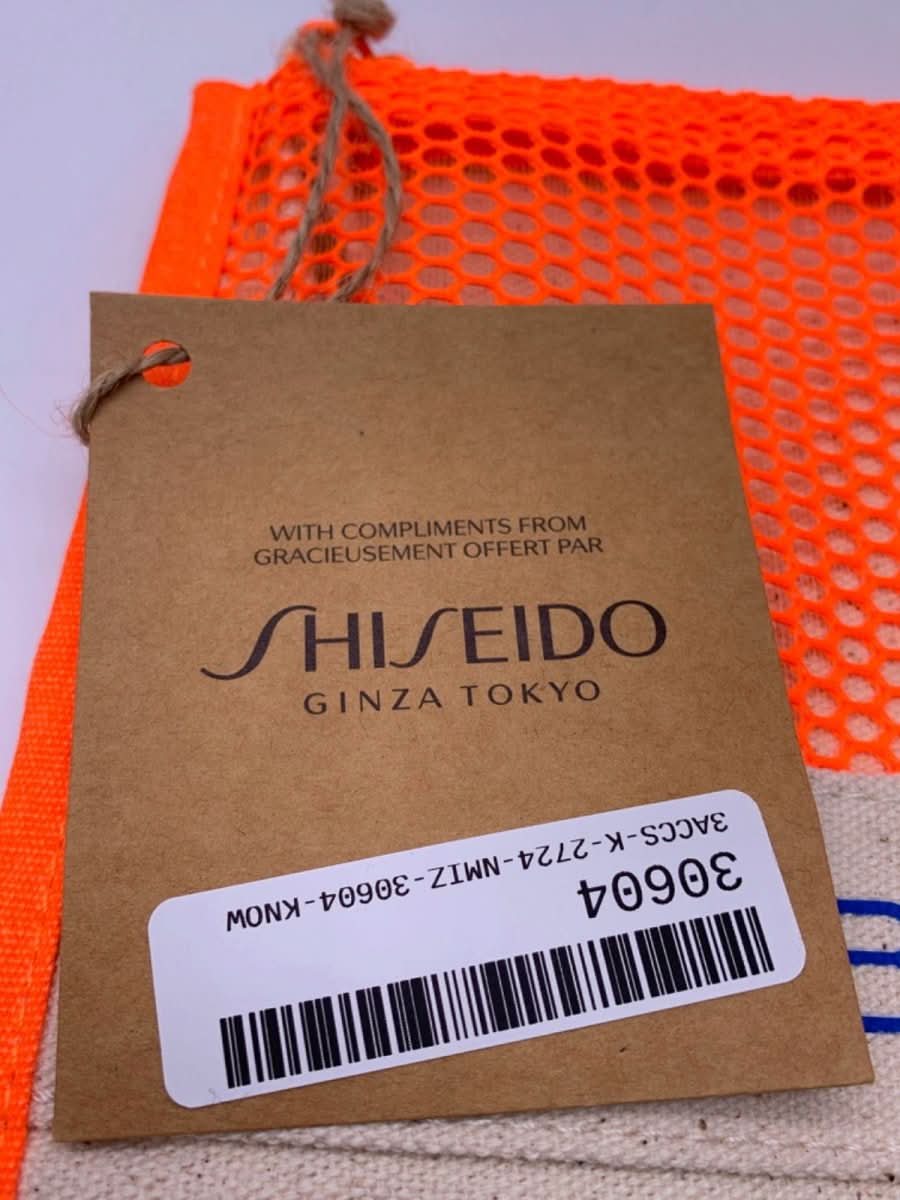 WITH COMPLIMENTS FROM
GRACIEUSEMENT OFFERT PAR
SHISEIDO
GINZA TOKYO
30604
3ACCS-K-2724-NMIZ-30604-KNOW